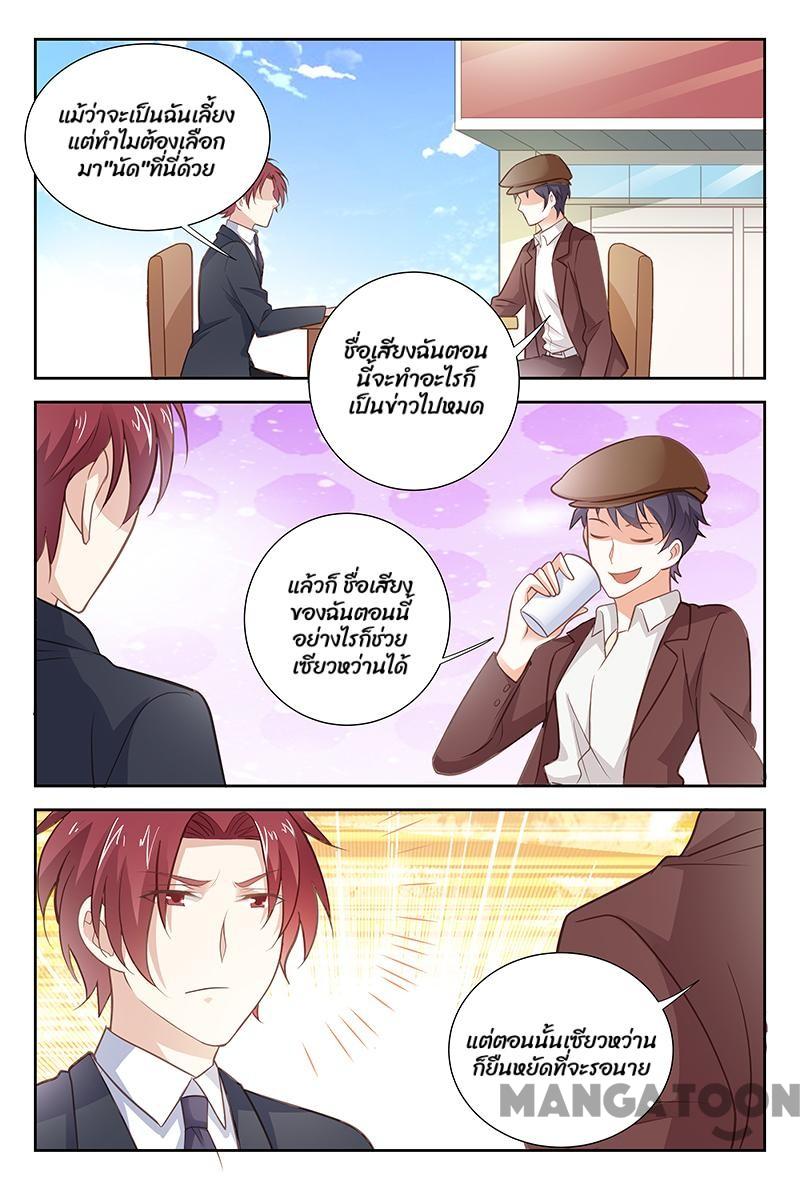 แม้ว่าจะเป็นฉันเลี้ยง
แต่ทำไมต้องเลือก
มา"นัด"ที่นี่ด้วย
ชื่อเสียงฉันตอน
นี้จะทำอะไรก็
เป็นข่าวไปหมด
แล้วก็ ชื่อเสียง
ของฉันตอนนี้
อย่างไรก็ช่วย
เซียวหว่านได้
แต่ตอนนั้นเซียวหว่าน
ก็ยืนหยัดที่จะรอนาย
MANGATOON